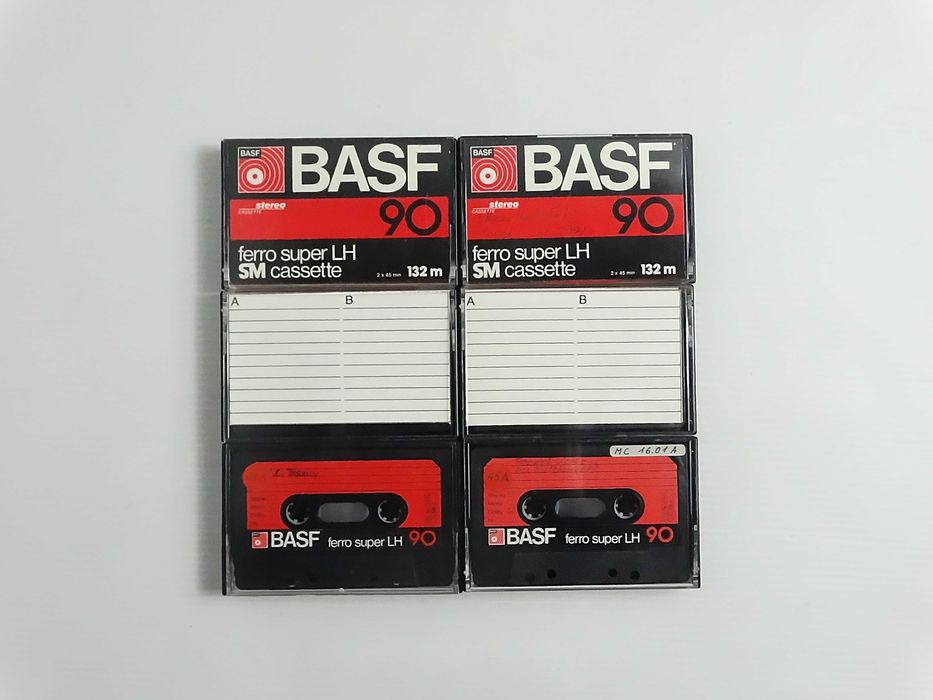 BASF BASF
stereo
CASSETTE
90
ferro super LH
SM cassette
2 x 45 min 132 m
BASF BASF
stereo
CASSETTE
90
ferro super LH
SM cassette
2 x 45 min 132 m
A B
A B
BASF ferro super LH 90
MC 16.01 A
BASF ferro super LH 90